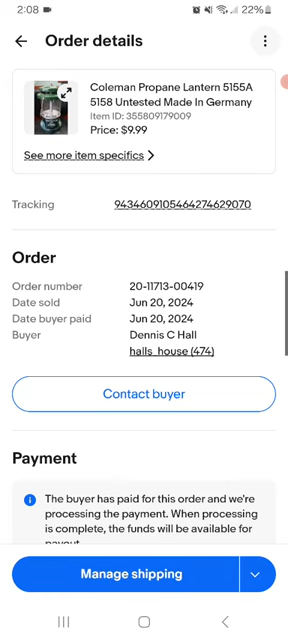 2:08 22%
Order details
Coleman Propane Lantern 5155A
5158 Untested Made In Germany
Item ID: 355809179009
Price: $9.99
See more item specifics
Tracking 9434609105464274629070
Order
Order number 20-11713-00419
Date sold Jun 20, 2024
Date buyer paid Jun 20, 2024
Buyer Dennis C Hall
halls_house (474)
Contact buyer
Payment
The buyer has paid for this order and we're
processing the payment. When processing
is complete, the funds will be available for
payout
Manage shipping